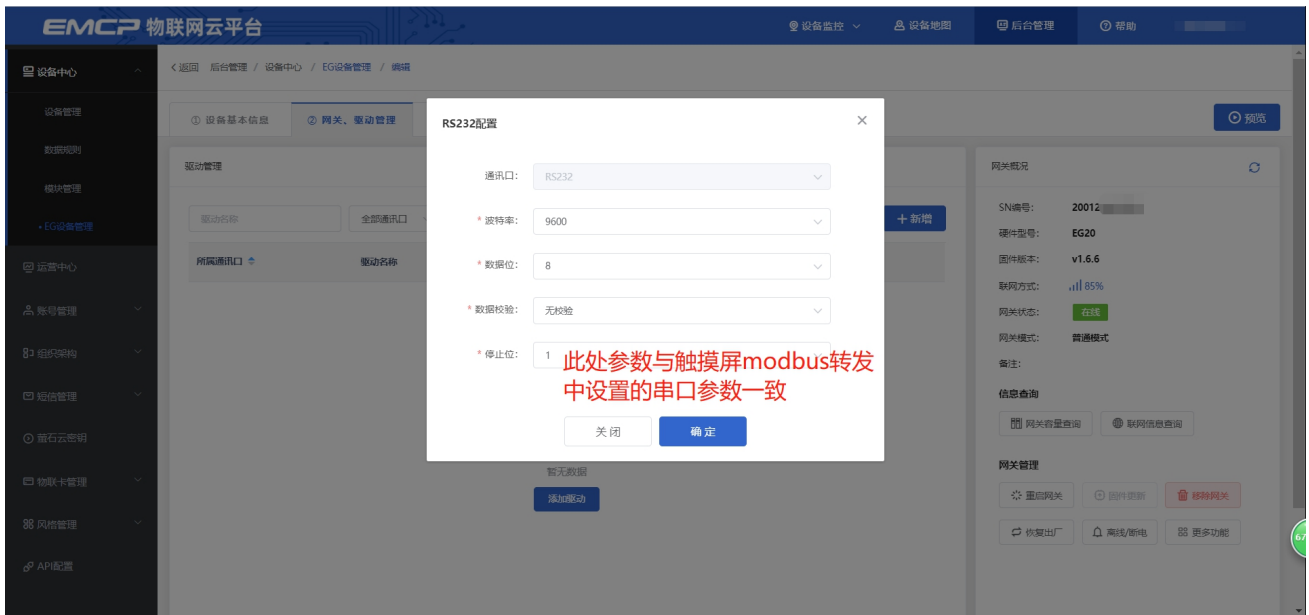 EMCP 物联网云平台
设备监控
设备地图
后台管理
帮助
设备中心
设备管理
数据规则
模块管理
EG设备管理
运营中心
账号管理
组织架构
短信管理
萤石云密钥
物联卡管理
风格管理
API配置
返回 后台管理 / 设备中心 / EG设备管理 / 编辑
① 设备基本信息
② 网关、驱动管理
预览
驱动管理
驱动名称
全部通讯口
+新增
所属通讯口
驱动名称
暂无数据
添加驱动
RS232配置
通讯口: RS232
* 波特率: 9600
* 数据位: 8
* 数据校验: 无校验
* 停止位: 1
此处参数与触摸屏modbus转发
中设置的串口参数一致
关闭
确定
网关概况
SN编号: 20012
硬件型号: EG20
固件版本: v1.6.6
联网方式: 85%
网关状态: 在线
网关模式: 普通模式
备注:
信息查询
网关容量查询
联网信息查询
网关管理
重启网关
固件更新
移除网关
恢复出厂
离线/断电
更多功能
67